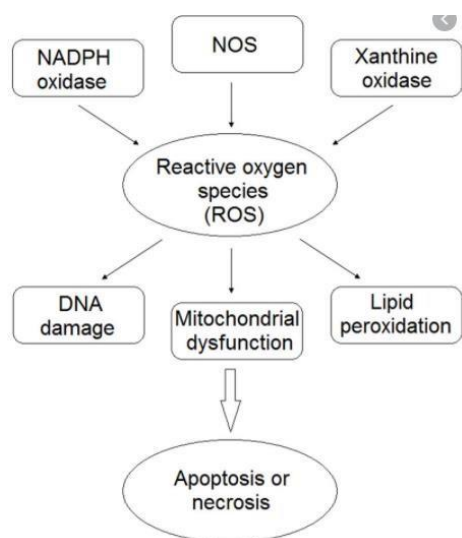 NADPH
oxidase
NOS
Xanthine
oxidase
Reactive oxygen
species
(ROS)
DNA
damage
Mitochondrial
dysfunction
Lipid
peroxidation
Apoptosis or
necrosis